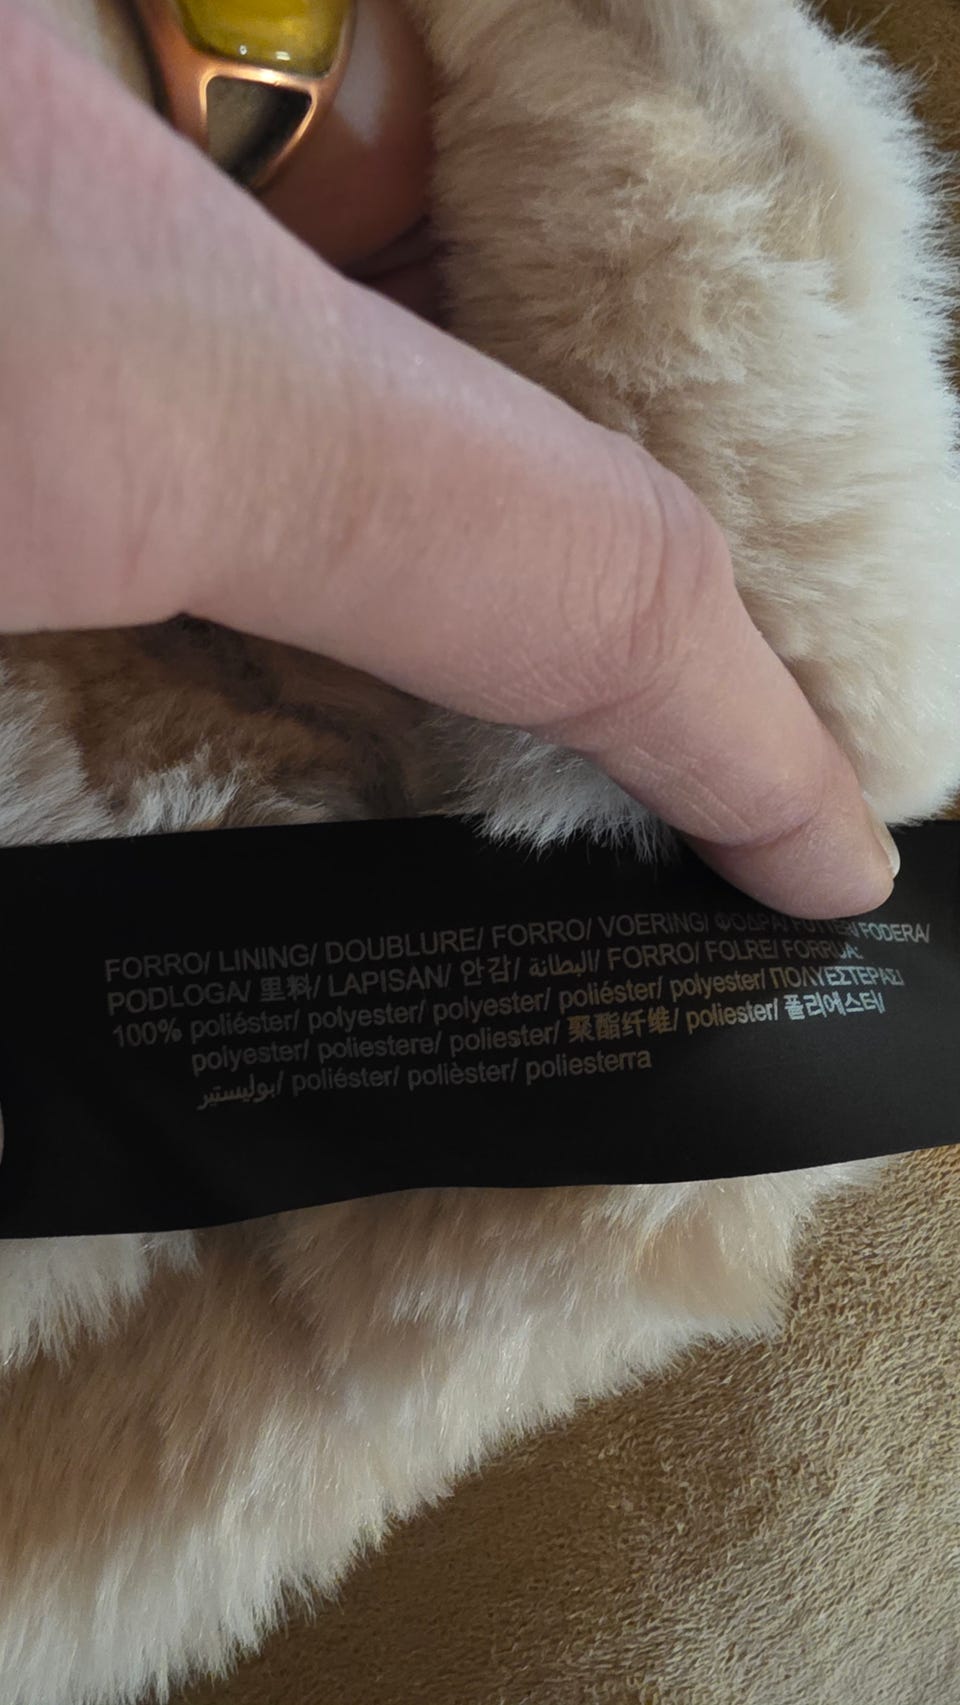 FORRO/ LINING/ DOUBLURE/ FORRO/ VOERING/ ΦΟΔΡΑ/ FUTTER/ FODERA/
PODLOGA/ 里料/ LAPISAN/ 안감/ البطانة/ FORRO/ FOLRE/ FORRUA:
100% poliéster/ polyester/ polyester/ poliéster/ polyester/ ΠΟΛΥΕΣΤΕΡΑΣ/
polyester/ poliestere/ poliester/ 聚酯纤维/ poliester/ 폴리에스터/
بوليستير/ poliéster/ polièster/ poliesterra